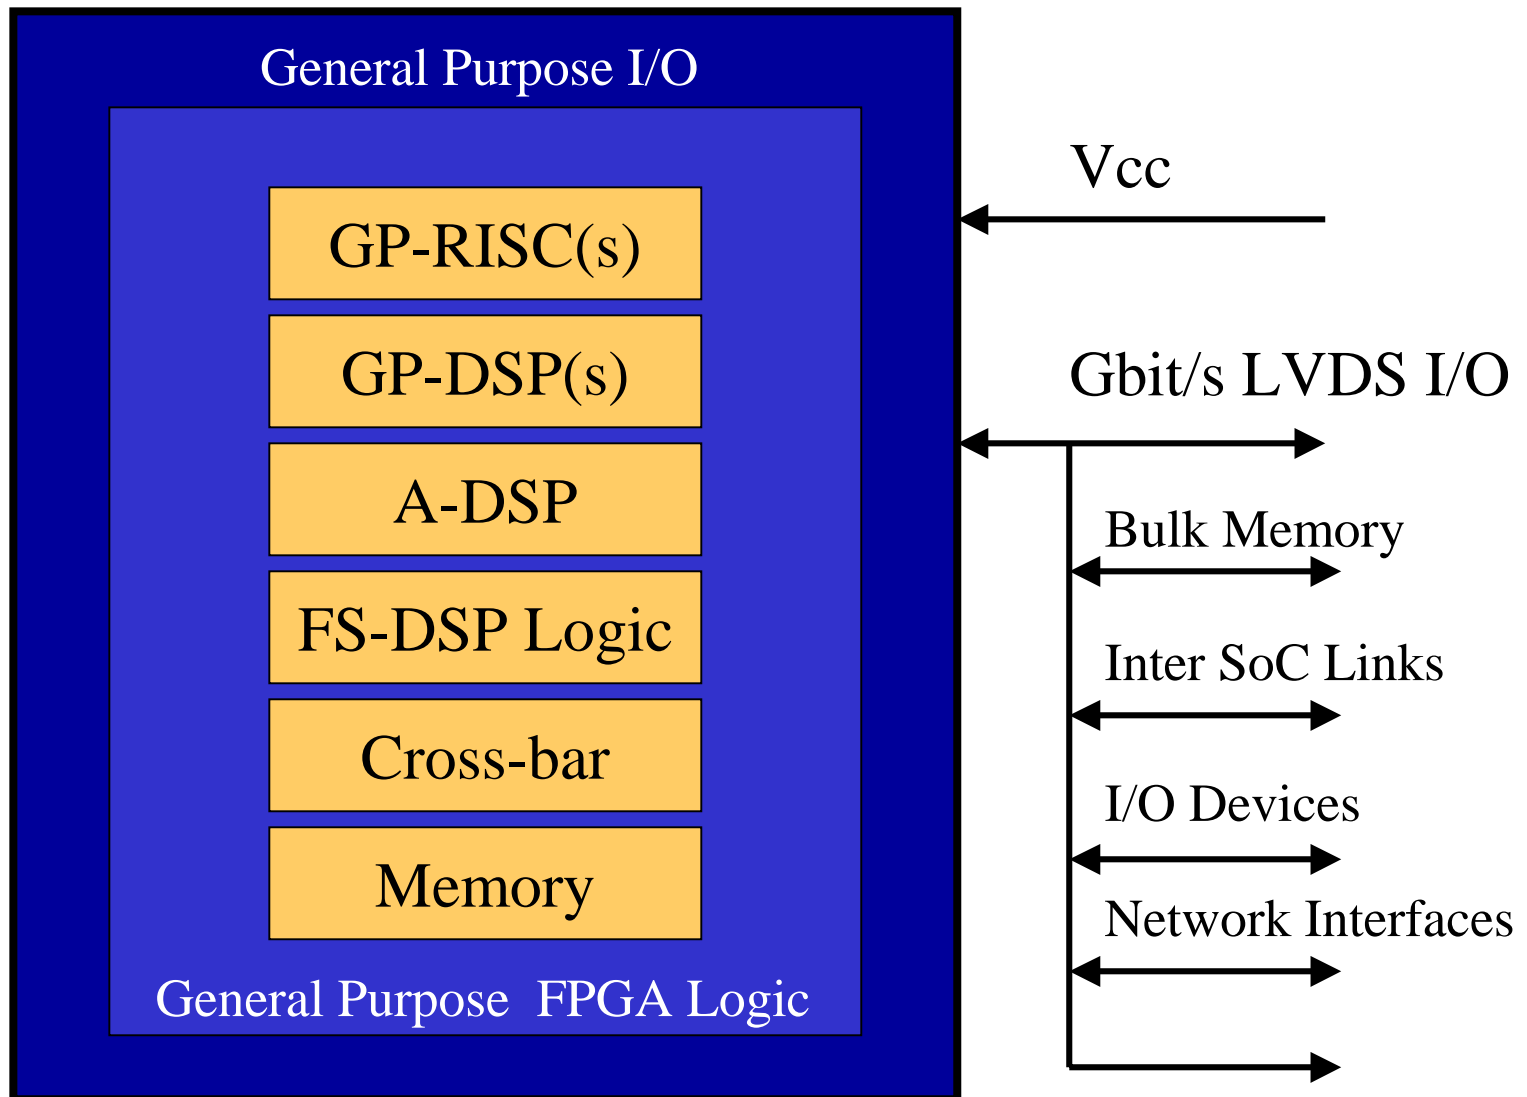 General Purpose I/O
GP-RISC(s)
GP-DSP(s)
A-DSP
FS-DSP Logic
Cross-bar
Memory
General Purpose FPGA Logic
Vcc
Gbit/s LVDS I/O
Bulk Memory
Inter SoC Links
I/O Devices
Network Interfaces